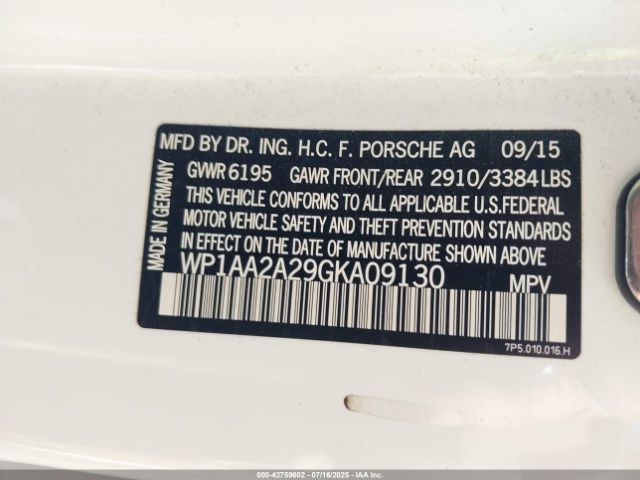 MFD BY DR. ING. H.C. F. PORSCHE AG 09/15
GVWR 6195 GAWR FRONT/REAR 2910/3384 LBS
THIS VEHICLE CONFORMS TO ALL APPLICABLE U.S.FEDERAL
MOTOR VEHICLE SAFETY AND THEFT PREVENTION STANDARDS
IN EFFECT ON THE DATE OF MANUFACTURE SHOWN ABOVE
WP1AA2A29GKA09130 MPV
MADE IN GERMANY
7P5.010.016.H
000-42759602 - 07/16/2025 - IAA Inc.